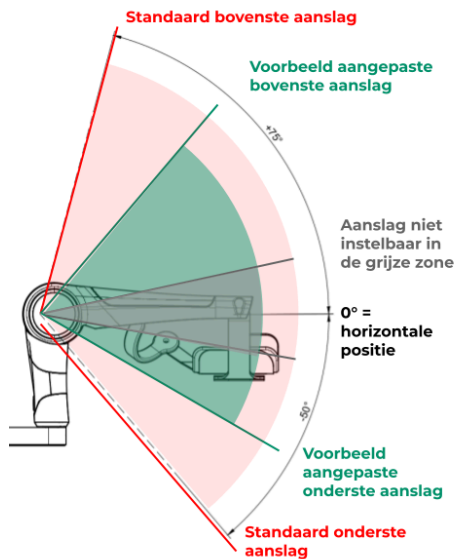 Standaard bovenste aanslag
Voorbeeld aangepaste
bovenste aanslag
+75°
Aanslag niet
instelbaar in
de grijze zone
0° =
horizontale
positie
-50°
Voorbeeld
aangepaste
onderste aanslag
Standaard onderste
aanslag